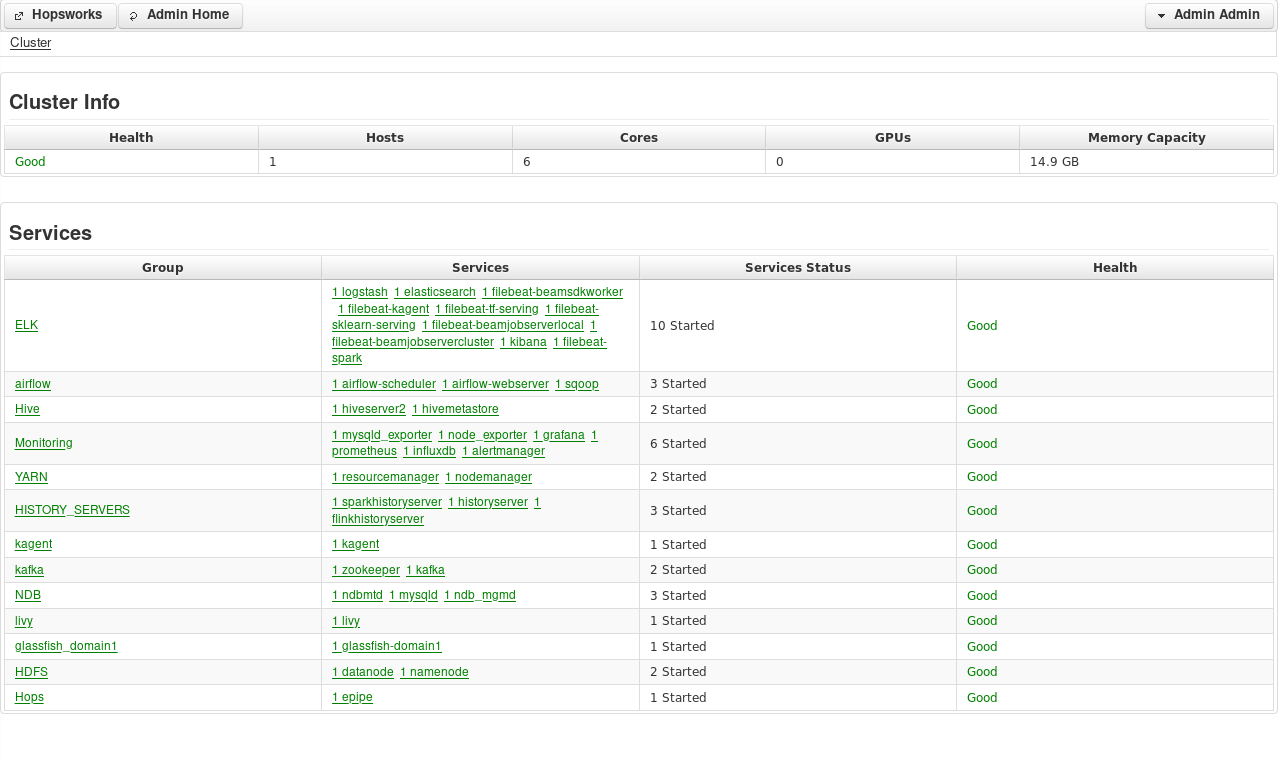 Hopsworks Admin Home Admin Admin
Cluster
Cluster Info
Health Hosts Cores GPUs Memory Capacity
Good 1 6 0 14.9 GB
Services
Group Services Services Status Health
ELK 1 logstash 1 elasticsearch 1 filebeat-beamsdkworker
1 filebeat-kagent 1 filebeat-tf-serving 1 filebeat-
sklearn-serving 1 filebeat-beamjobserverlocal 1
filebeat-beamjobservercluster 1 kibana 1 filebeat-
spark 10 Started Good
airflow 1 airflow-scheduler 1 airflow-webserver 1 sqoop 3 Started Good
Hive 1 hiveserver2 1 hivemetastore 2 Started Good
Monitoring 1 mysqld_exporter 1 node_exporter 1 grafana 1
prometheus 1 influxdb 1 alertmanager 6 Started Good
YARN 1 resourcemanager 1 nodemanager 2 Started Good
HISTORY_SERVERS 1 sparkhistoryserver 1 historyserver 1
flinkhistoryserver 3 Started Good
kagent 1 kagent 1 Started Good
kafka 1 zookeeper 1 kafka 2 Started Good
NDB 1 ndbmtd 1 mysqld 1 ndb_mgmd 3 Started Good
livy 1 livy 1 Started Good
glassfish_domain1 1 glassfish-domain1 1 Started Good
HDFS 1 datanode 1 namenode 2 Started Good
Hops 1 epipe 1 Started Good